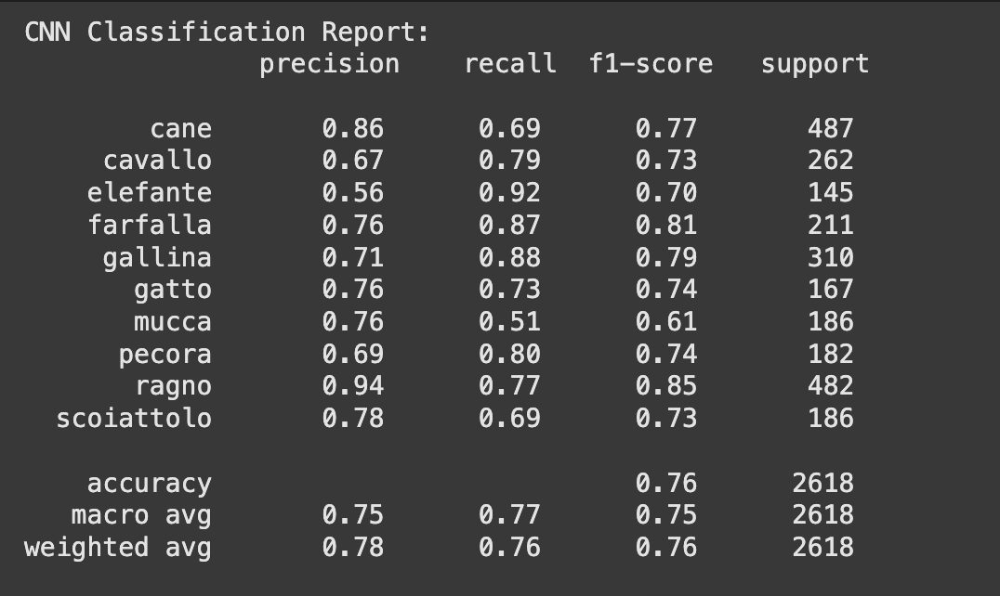 CNN Classification Report:
precision recall f1-score support
cane 0.86 0.69 0.77 487
cavallo 0.67 0.79 0.73 262
elefante 0.56 0.92 0.70 145
farfalla 0.76 0.87 0.81 211
gallina 0.71 0.88 0.79 310
gatto 0.76 0.73 0.74 167
mucca 0.76 0.51 0.61 186
pecora 0.69 0.80 0.74 182
ragno 0.94 0.77 0.85 482
scoiattolo 0.78 0.69 0.73 186
accuracy 0.76 2618
macro avg 0.75 0.77 0.75 2618
weighted avg 0.78 0.76 0.76 2618